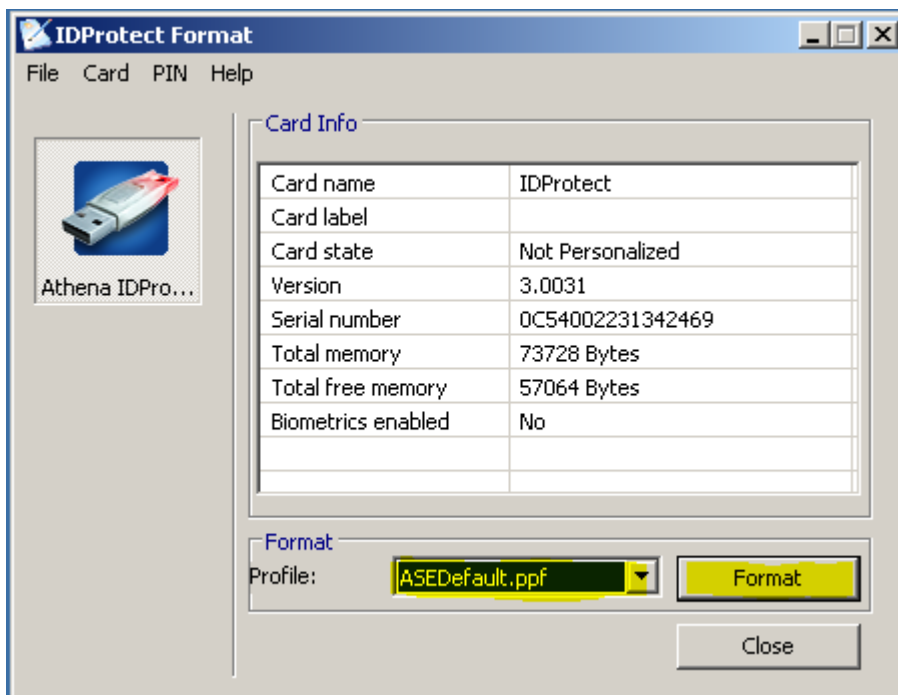 IDProtect Format
File Card PIN Help
Athena IDPro...
Card Info
Card name IDProtect
Card label
Card state Not Personalized
Version 3.0031
Serial number 0C54002231342469
Total memory 73728 Bytes
Total free memory 57064 Bytes
Biometrics enabled No
Format
Profile: ASEDefault.ppf Format
Close